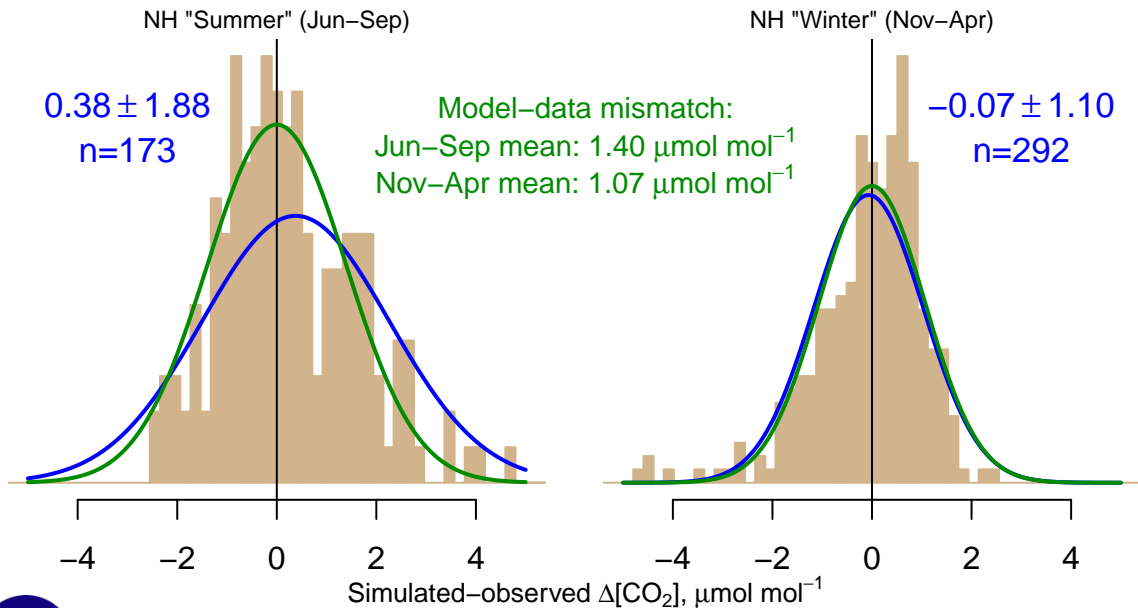 NH "Summer" (Jun−Sep)
0.38 ± 1.88
n=173
Model−data mismatch:
Jun−Sep mean: 1.40 μmol mol⁻¹
Nov−Apr mean: 1.07 μmol mol⁻¹
NH "Winter" (Nov−Apr)
−0.07 ± 1.10
n=292
−4 −2 0 2 4
−4 −2 0 2 4
Simulated−observed Δ[CO₂], μmol mol⁻¹